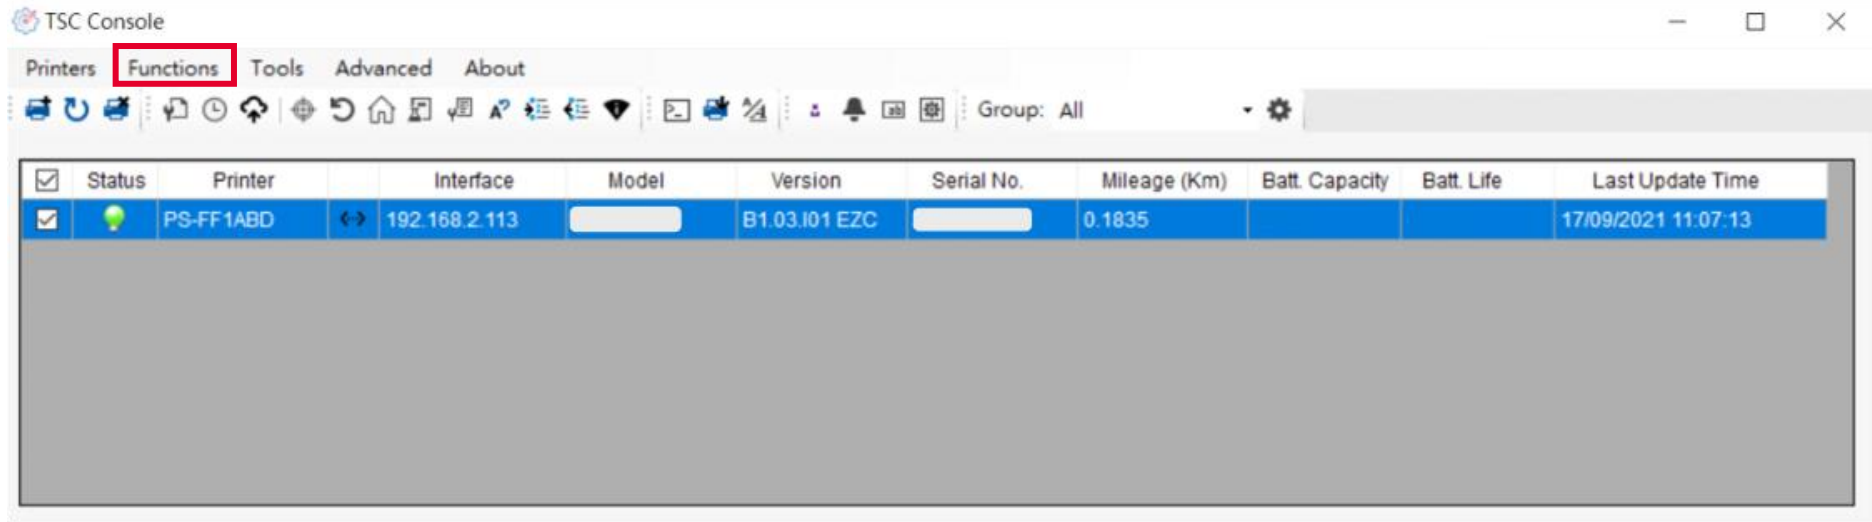 TSC Console
Printers Functions Tools Advanced About
Group: All
Status Printer Interface Model Version Serial No. Mileage (Km) Batt. Capacity Batt. Life Last Update Time
PS-FF1ABD 192.168.2.113 B1.03.I01 EZC 0.1835 17/09/2021 11:07:13